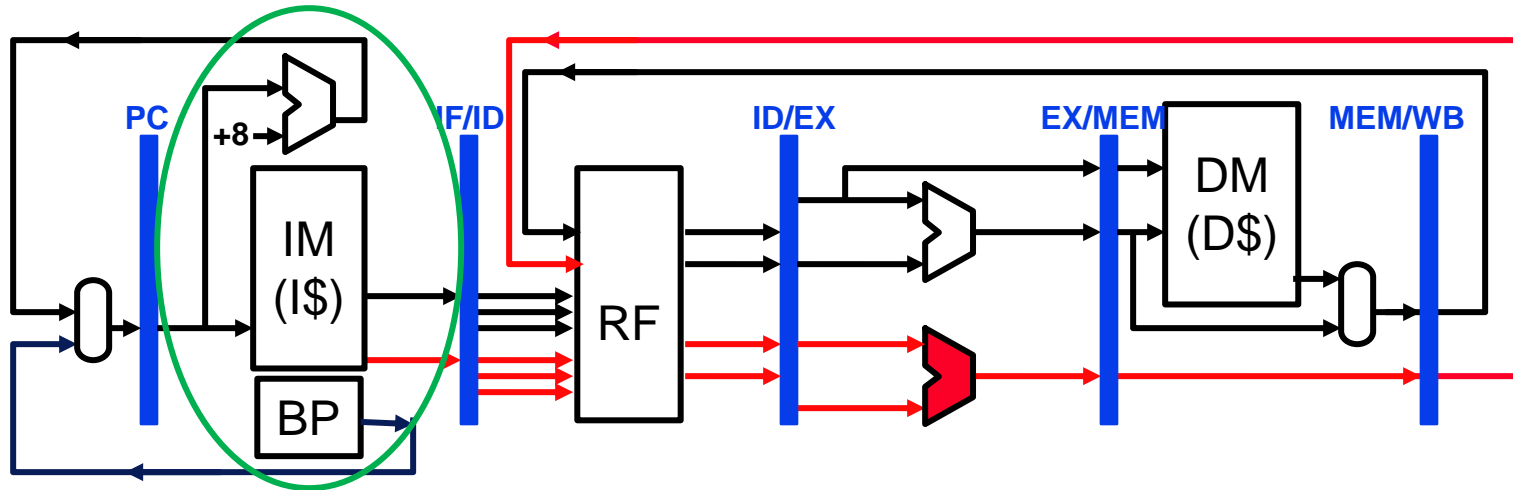 PC
IF/ID
ID/EX
EX/MEM
MEM/WB
+8
IM
(I$)
BP
RF
DM
(D$)